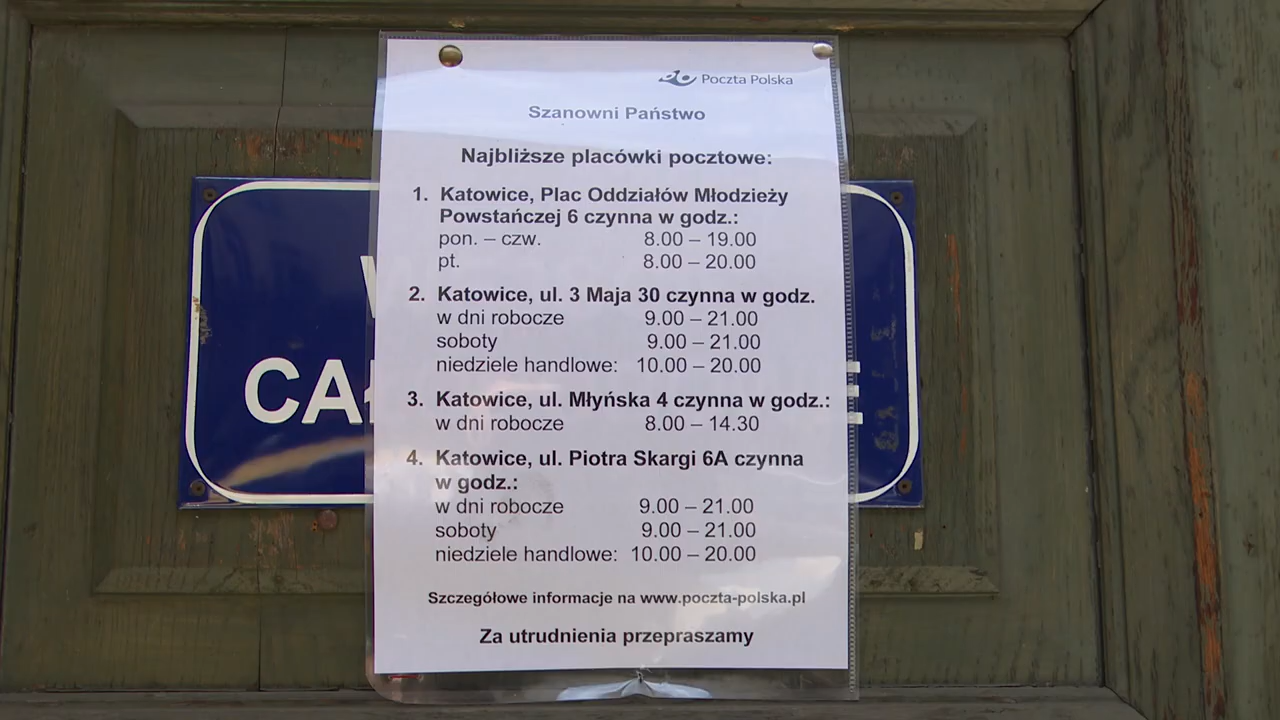 Poczta Polska
Szanowni Państwo
Najbliższe placówki pocztowe:
1. Katowice, Plac Oddziałów Młodzieży
Powstańczej 6 czynna w godz.:
pon. – czw. 8.00 – 19.00
pt. 8.00 – 20.00
2. Katowice, ul. 3 Maja 30 czynna w godz.
w dni robocze 9.00 – 21.00
soboty 9.00 – 21.00
niedziele handlowe: 10.00 – 20.00
3. Katowice, ul. Młyńska 4 czynna w godz.:
w dni robocze 8.00 – 14.30
4. Katowice, ul. Piotra Skargi 6A czynna
w godz.:
w dni robocze 9.00 – 21.00
soboty 9.00 – 21.00
niedziele handlowe: 10.00 – 20.00
Szczegółowe informacje na www.poczta-polska.pl
Za utrudnienia przepraszamy